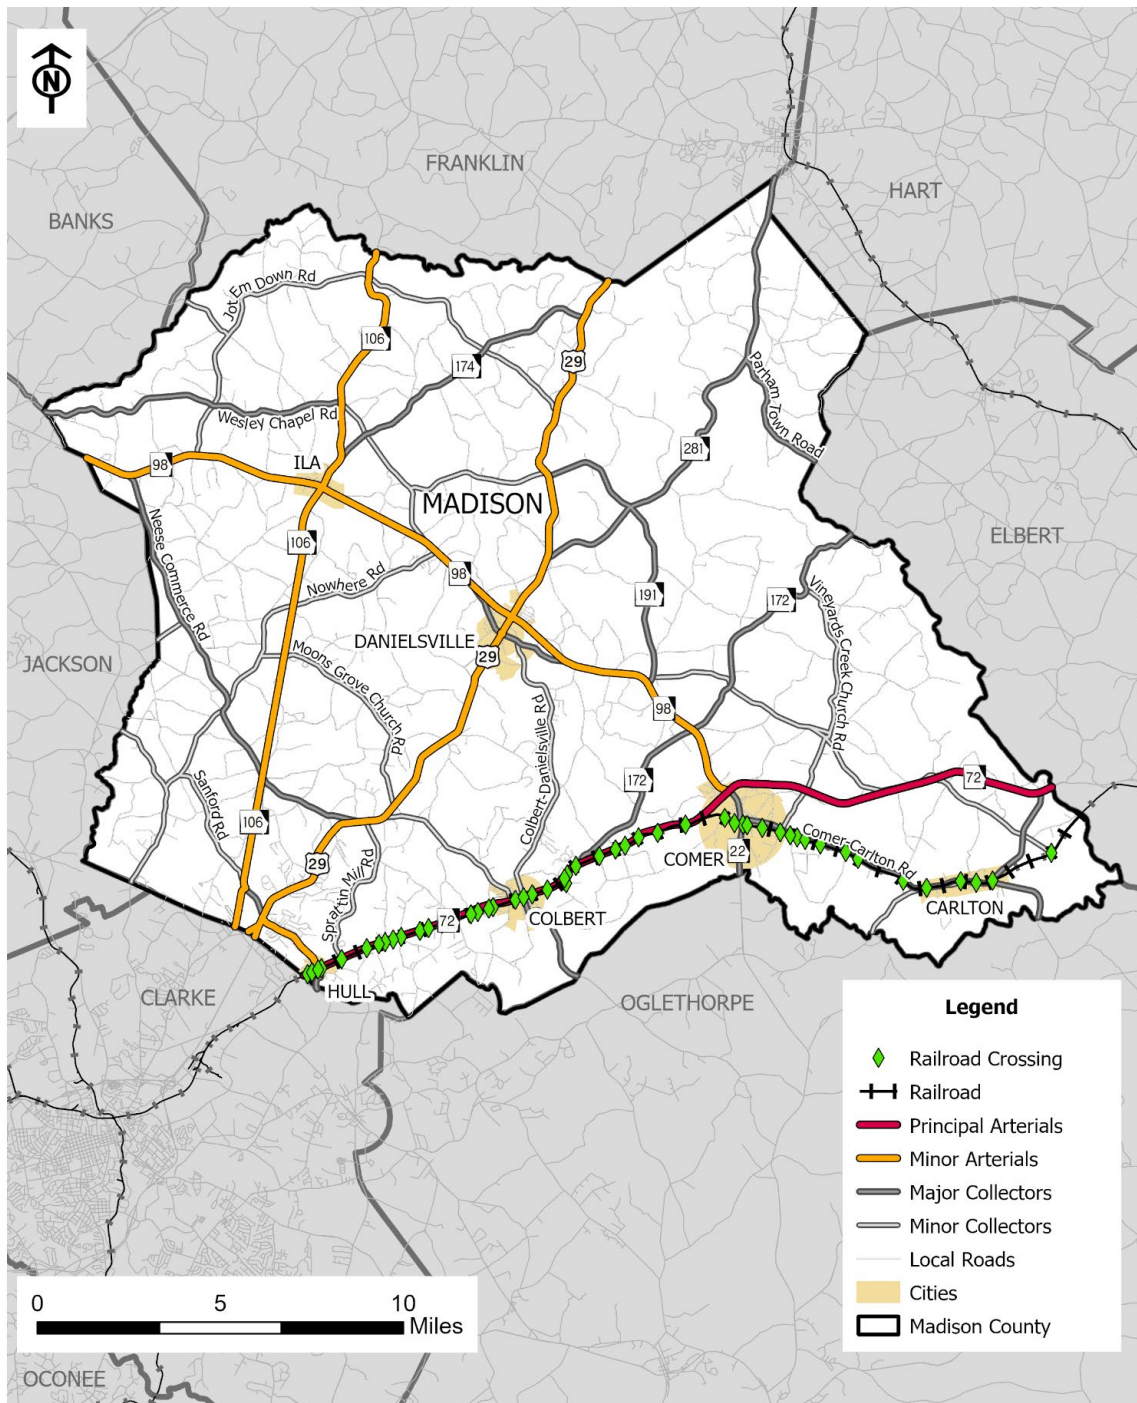 N
FRANKLIN
HART
BANKS
Jot-Em Down Rd
106
174
29
Parham Town Road
Wesley Chapel Rd
281
98
ILA
MADISON
ELBERT
Neese Commerce Rd
106
98
Nowhere Rd
191
172
Vineyards Creek Church Rd
DANIELSVILLE
29
JACKSON
Moons Grove Church Rd
98
Colbert-Danielsville Rd
172
72
Sanford Rd
106
29
Comer-Carlton Rd
COMER
22
Sprattin Mill Rd
CARLTON
72
COLBERT
HULL
CLARKE
OGLETHORPE
Legend
Railroad Crossing
Railroad
Principal Arterials
Minor Arterials
Major Collectors
Minor Collectors
Local Roads
Cities
Madison County
0 5 10
Miles
OCONEE